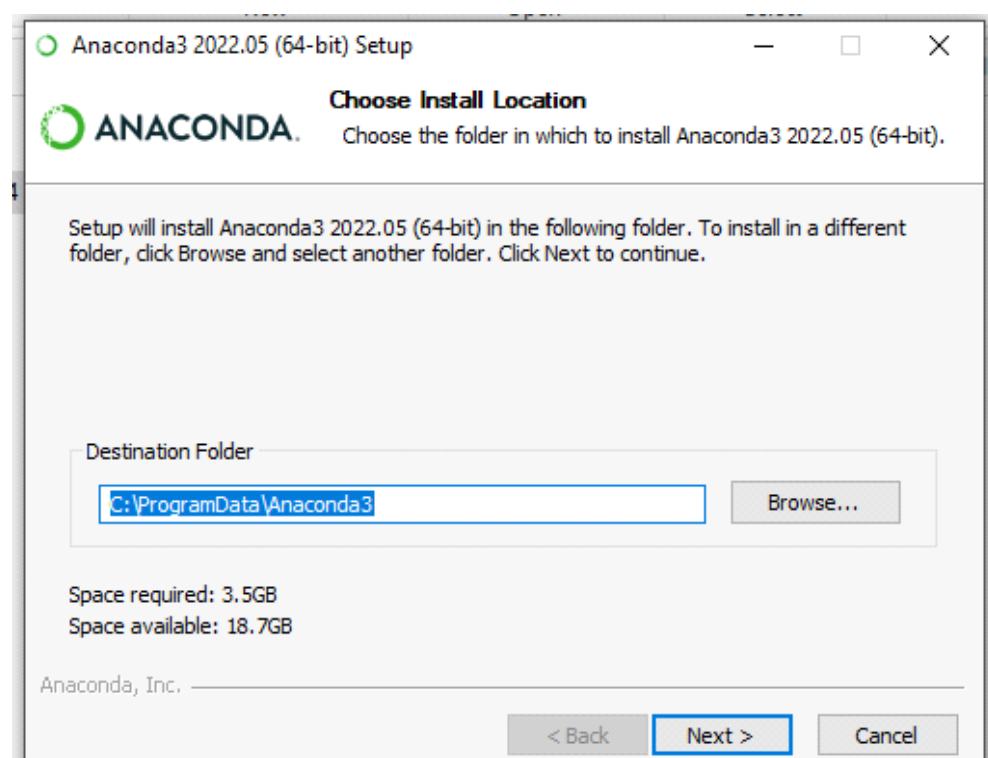 Anaconda3 2022.05 (64-bit) Setup
ANACONDA.
Choose Install Location
Choose the folder in which to install Anaconda3 2022.05 (64-bit).
Setup will install Anaconda3 2022.05 (64-bit) in the following folder. To install in a different
folder, click Browse and select another folder. Click Next to continue.
Destination Folder
C:\ProgramData\Anaconda3
Browse...
Space required: 3.5GB
Space available: 18.7GB
Anaconda, Inc.
< Back
Next >
Cancel